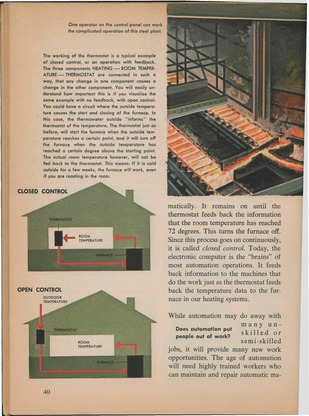 One operator on the control panel can work
the complicated operation of this steel plant.
The working of the thermostat is a typical example
of closed control, or an operation with feedback.
The three components HEATING — ROOM TEMPER-
ATURE — THERMOSTAT are connected in such a
way, that any change in one component causes a
change in the other component. You will easily un-
derstand how important this is if you visualize the
same example with no feedback, with open control.
You could have a circuit where the outside tempera-
ture causes the start and closing of the furnace. In
this case, the thermometer outside "informs" the
thermostat of the temperature. The thermostat just as
before, will start the furnace when the outside tem-
perature reaches a certain point, and it will turn off
the furnace when the outside temperature has
reached a certain degree above the starting point.
The actual room temperature however, will not be
fed back to the thermostat. This means: If it is cold
outside for a few weeks, the furnace will work, even
if you are roasting in the room.
CLOSED CONTROL
THERMOSTAT
ROOM
TEMPERATURE
FURNACE
OPEN CONTROL
OUTDOOR
TEMPERATURE
THERMOSTAT
ROOM
TEMPERATURE
FURNACE
40
matically. It remains on until the
thermostat feeds back the information
that the room temperature has reached
72 degrees. This turns the furnace off.
Since this process goes on continuously,
it is called closed control. Today, the
electronic computer is the "brains" of
most automation operations. It feeds
back information to the machines that
do the work just as the thermostat feeds
back the temperature data to the fur-
nace in our heating systems.
While automation may do away with
Does automation put
people out of work?
many un-
skilled or
semi-skilled
jobs, it will provide many new work
opportunities. The age of automation
will need highly trained workers who
can maintain and repair automatic ma-